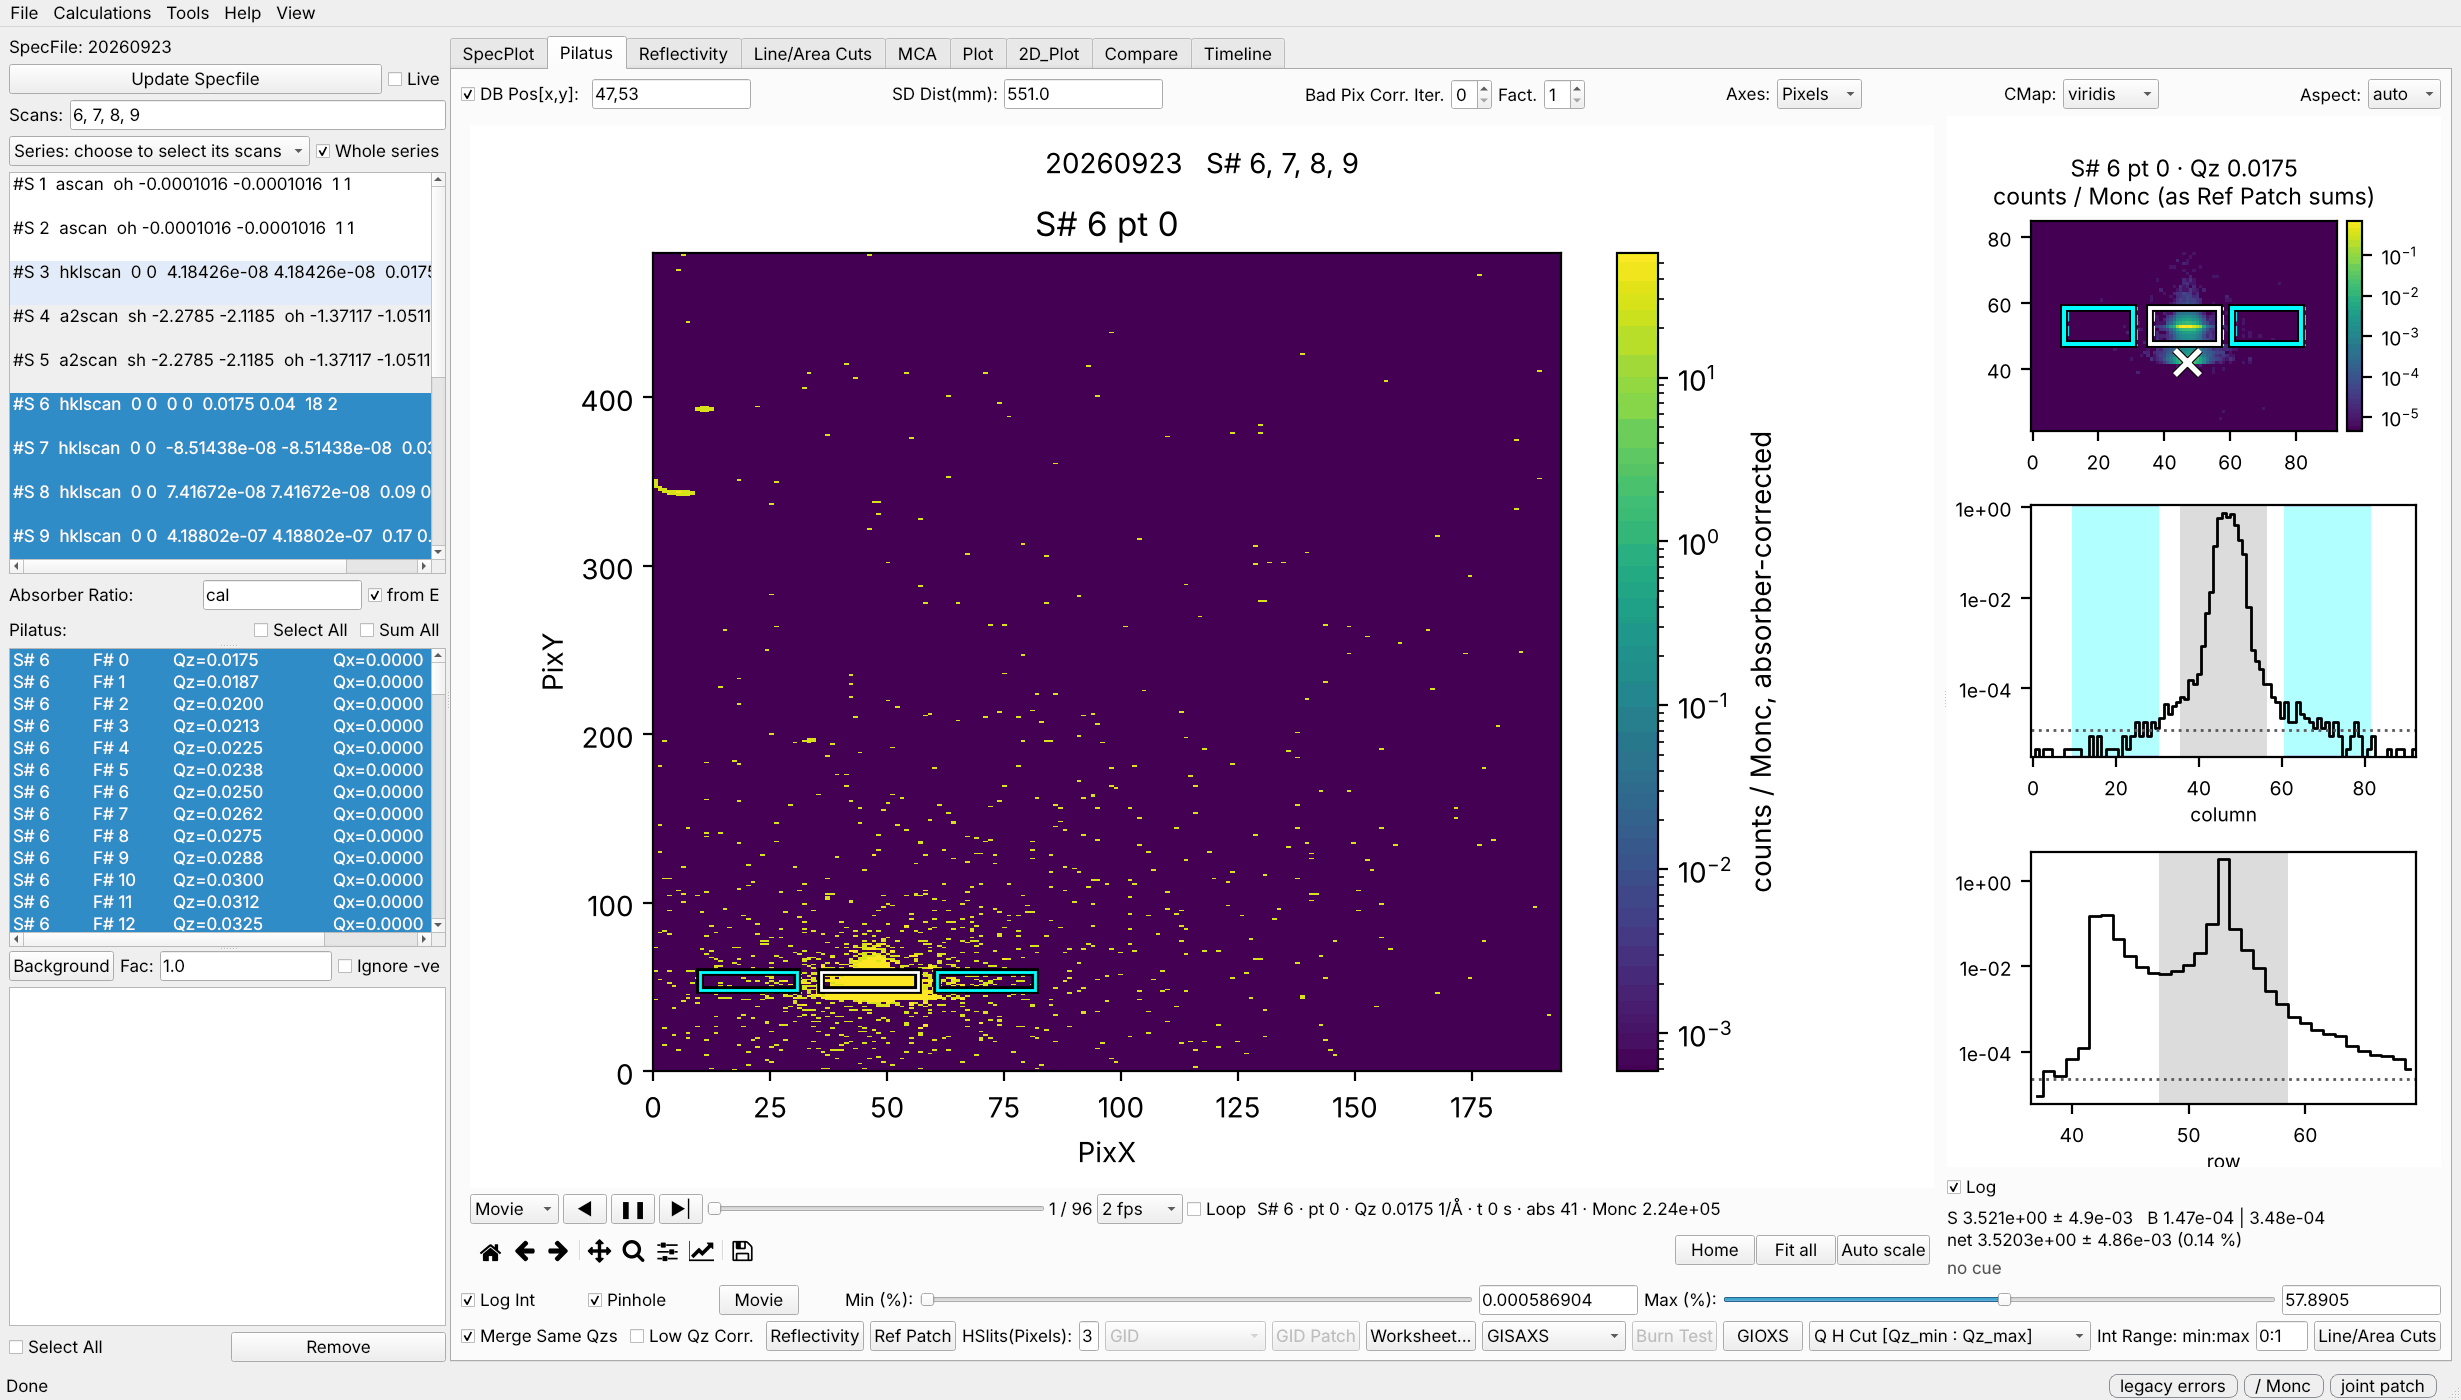 File Calculations Tools Help View
SpecFile: 20260923
Update Specfile Live
Scans: 6, 7, 8, 9
Series: choose to select its scans Whole series
#S 1 ascan oh -0.0001016 -0.0001016 1 1
#S 2 ascan oh -0.0001016 -0.0001016 1 1
#S 3 hklscan 0 0 4.18426e-08 4.18426e-08 0.0175
#S 4 a2scan sh -2.2785 -2.1185 oh -1.37117 -1.0511
#S 5 a2scan sh -2.2785 -2.1185 oh -1.37117 -1.0511
#S 6 hklscan 0 0 0 0 0.0175 0.04 18 2
#S 7 hklscan 0 0 -8.51438e-08 -8.51438e-08 0.03
#S 8 hklscan 0 0 7.41672e-08 7.41672e-08 0.09 0
#S 9 hklscan 0 0 4.18802e-07 4.18802e-07 0.17 0.
Absorber Ratio: cal from E
Pilatus: Select All Sum All
S# 6 F# 0 Qz=0.0175 Qx=0.0000
S# 6 F# 1 Qz=0.0187 Qx=0.0000
S# 6 F# 2 Qz=0.0200 Qx=0.0000
S# 6 F# 3 Qz=0.0213 Qx=0.0000
S# 6 F# 4 Qz=0.0225 Qx=0.0000
S# 6 F# 5 Qz=0.0238 Qx=0.0000
S# 6 F# 6 Qz=0.0250 Qx=0.0000
S# 6 F# 7 Qz=0.0262 Qx=0.0000
S# 6 F# 8 Qz=0.0275 Qx=0.0000
S# 6 F# 9 Qz=0.0288 Qx=0.0000
S# 6 F# 10 Qz=0.0300 Qx=0.0000
S# 6 F# 11 Qz=0.0312 Qx=0.0000
S# 6 F# 12 Qz=0.0325 Qx=0.0000
Background Fac: 1.0 Ignore -ve
Select All Remove
Done
SpecPlot Pilatus Reflectivity Line/Area Cuts MCA Plot 2D_Plot Compare Timeline
DB Pos[x,y]: 47,53 SD Dist(mm): 551.0 Bad Pix Corr. Iter. 0 Fact. 1 Axes: Pixels CMap: viridis Aspect: auto
20260923 S# 6, 7, 8, 9
S# 6 pt 0
400
300
200
100
0
0 25 50 75 100 125 150 175
PixX
PixY
10¹
10⁰
10⁻¹
10⁻²
10⁻³
counts / Monc, absorber-corrected
S# 6 pt 0 · Qz 0.0175
counts / Monc (as Ref Patch sums)
80
60
40
0 20 40 60 80
10⁻¹
10⁻²
10⁻³
10⁻⁴
10⁻⁵
1e+00
1e-02
1e-04
0 20 40 60 80
column
1e+00
1e-02
1e-04
40 50 60
row
Log
S 3.521e+00 ± 4.9e-03 B 1.47e-04 | 3.48e-04
net 3.5203e+00 ± 4.86e-03 (0.14 %)
no cue
Movie 1 / 96 2 fps Loop S# 6 · pt 0 · Qz 0.0175 1/Å · t 0 s · abs 41 · Monc 2.24e+05
Home Fit all Auto scale
Log Int Pinhole Movie Min (%): 0.000586904 Max (%): 57.8905
Merge Same Qzs Low Qz Corr. Reflectivity Ref Patch HSlits(Pixels): 3 GID GID Patch Worksheet... GISAXS Burn Test GIOXS Q H Cut [Qz_min : Qz_max] Int Range: min:max 0:1 Line/Area Cuts
legacy errors / Monc joint patch